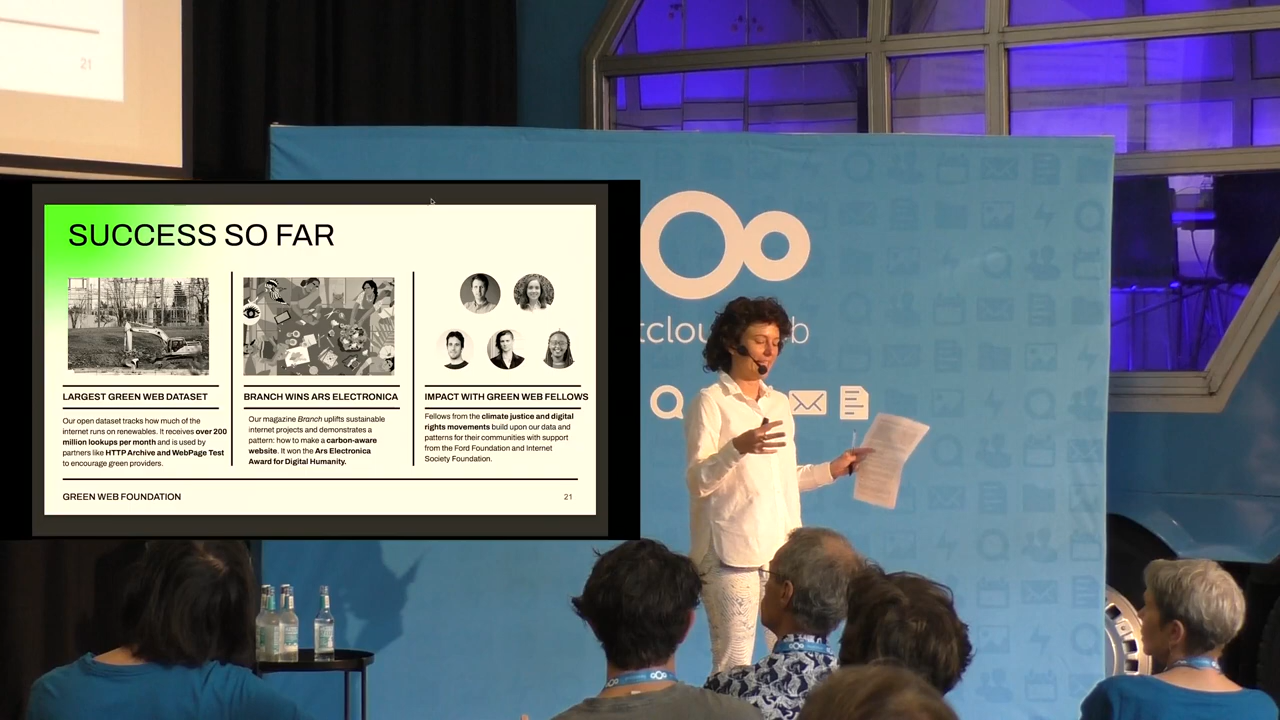 21
SUCCESS SO FAR
LARGEST GREEN WEB DATASET
Our open dataset tracks how much of the
internet runs on renewables. It receives over 200
million lookups per month and is used by
partners like HTTP Archive and WebPage Test
to encourage green providers.
BRANCH WINS ARS ELECTRONICA
Our magazine Branch uplifts sustainable
internet projects and demonstrates a
pattern: how to make a carbon-aware
website. It won the Ars Electronica
Award for Digital Humanity.
IMPACT WITH GREEN WEB FELLOWS
Fellows from the climate justice and digital
rights movements build upon our data and
patterns for their communities with support
from the Ford Foundation and Internet
Society Foundation.
GREEN WEB FOUNDATION
21